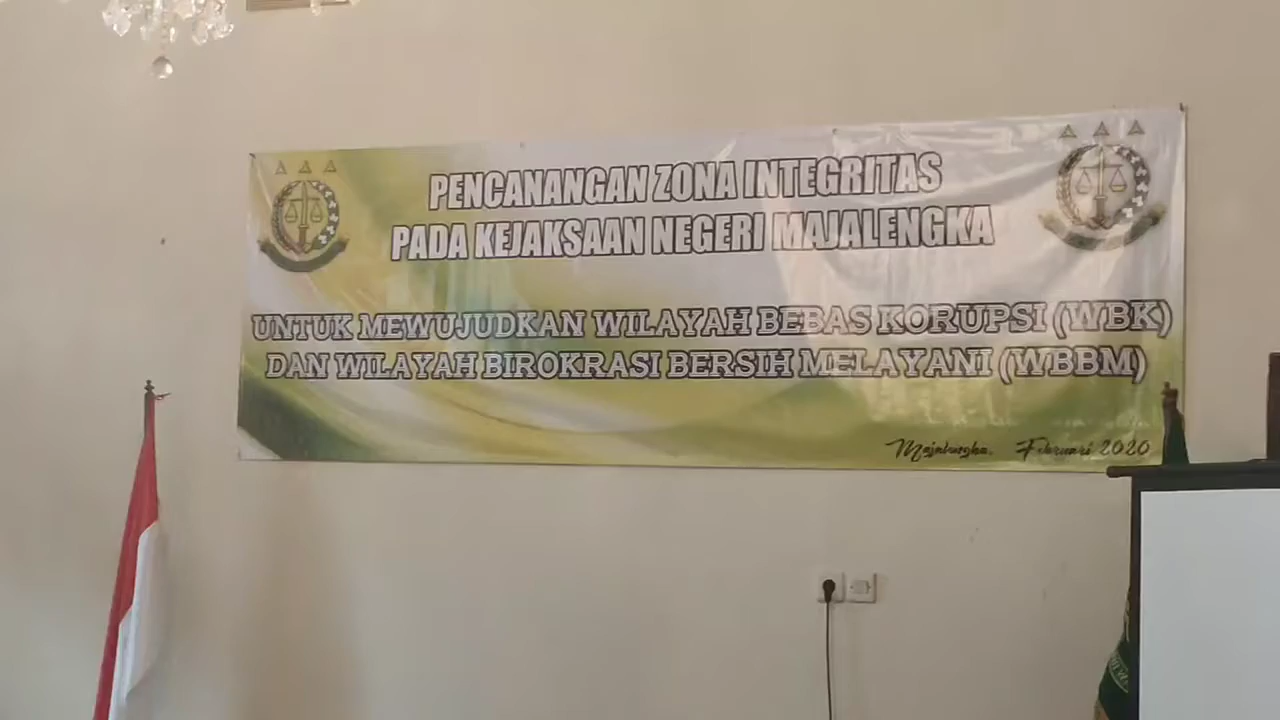 PENCANANGAN ZONA INTEGRITAS
PADA KEJAKSAAN NEGERI MAJALENGKA
UNTUK MEWUJUDKAN WILAYAH BEBAS KORUPSI (WBK)
DAN WILAYAH BIROKRASI BERSIH MELAYANI (WBBM)
Majalengka, Februari 2020